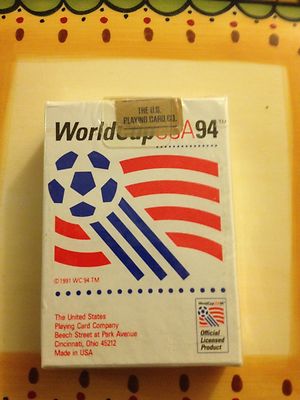 THE U.S.
PLAYING CARD CO.
WorldCupUSA94™
© 1991 WC '94 TM
The United States
Playing Card Company
Beech Street at Park Avenue
Cincinnati, Ohio 45212
Made in USA
WorldCupUSA94
Official
Licensed
Product